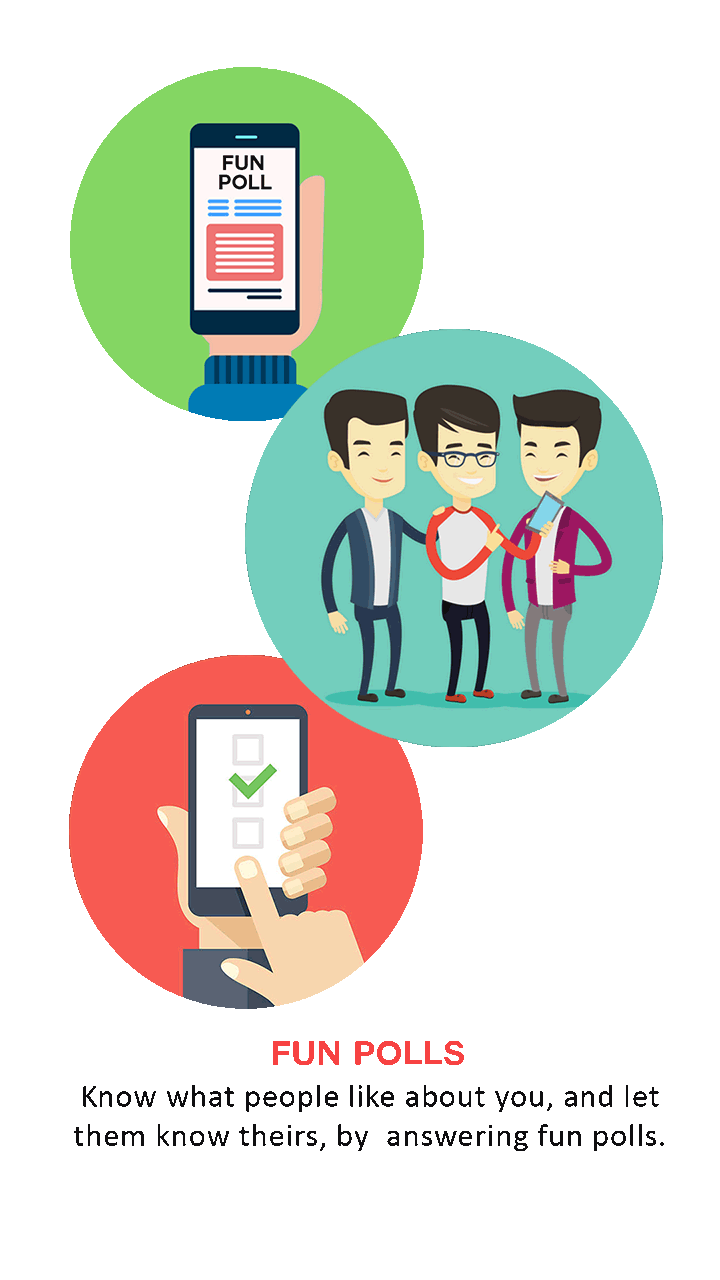 FUN
POLL
FUN POLLS
Know what people like about you, and let
them know theirs, by  answering fun polls.